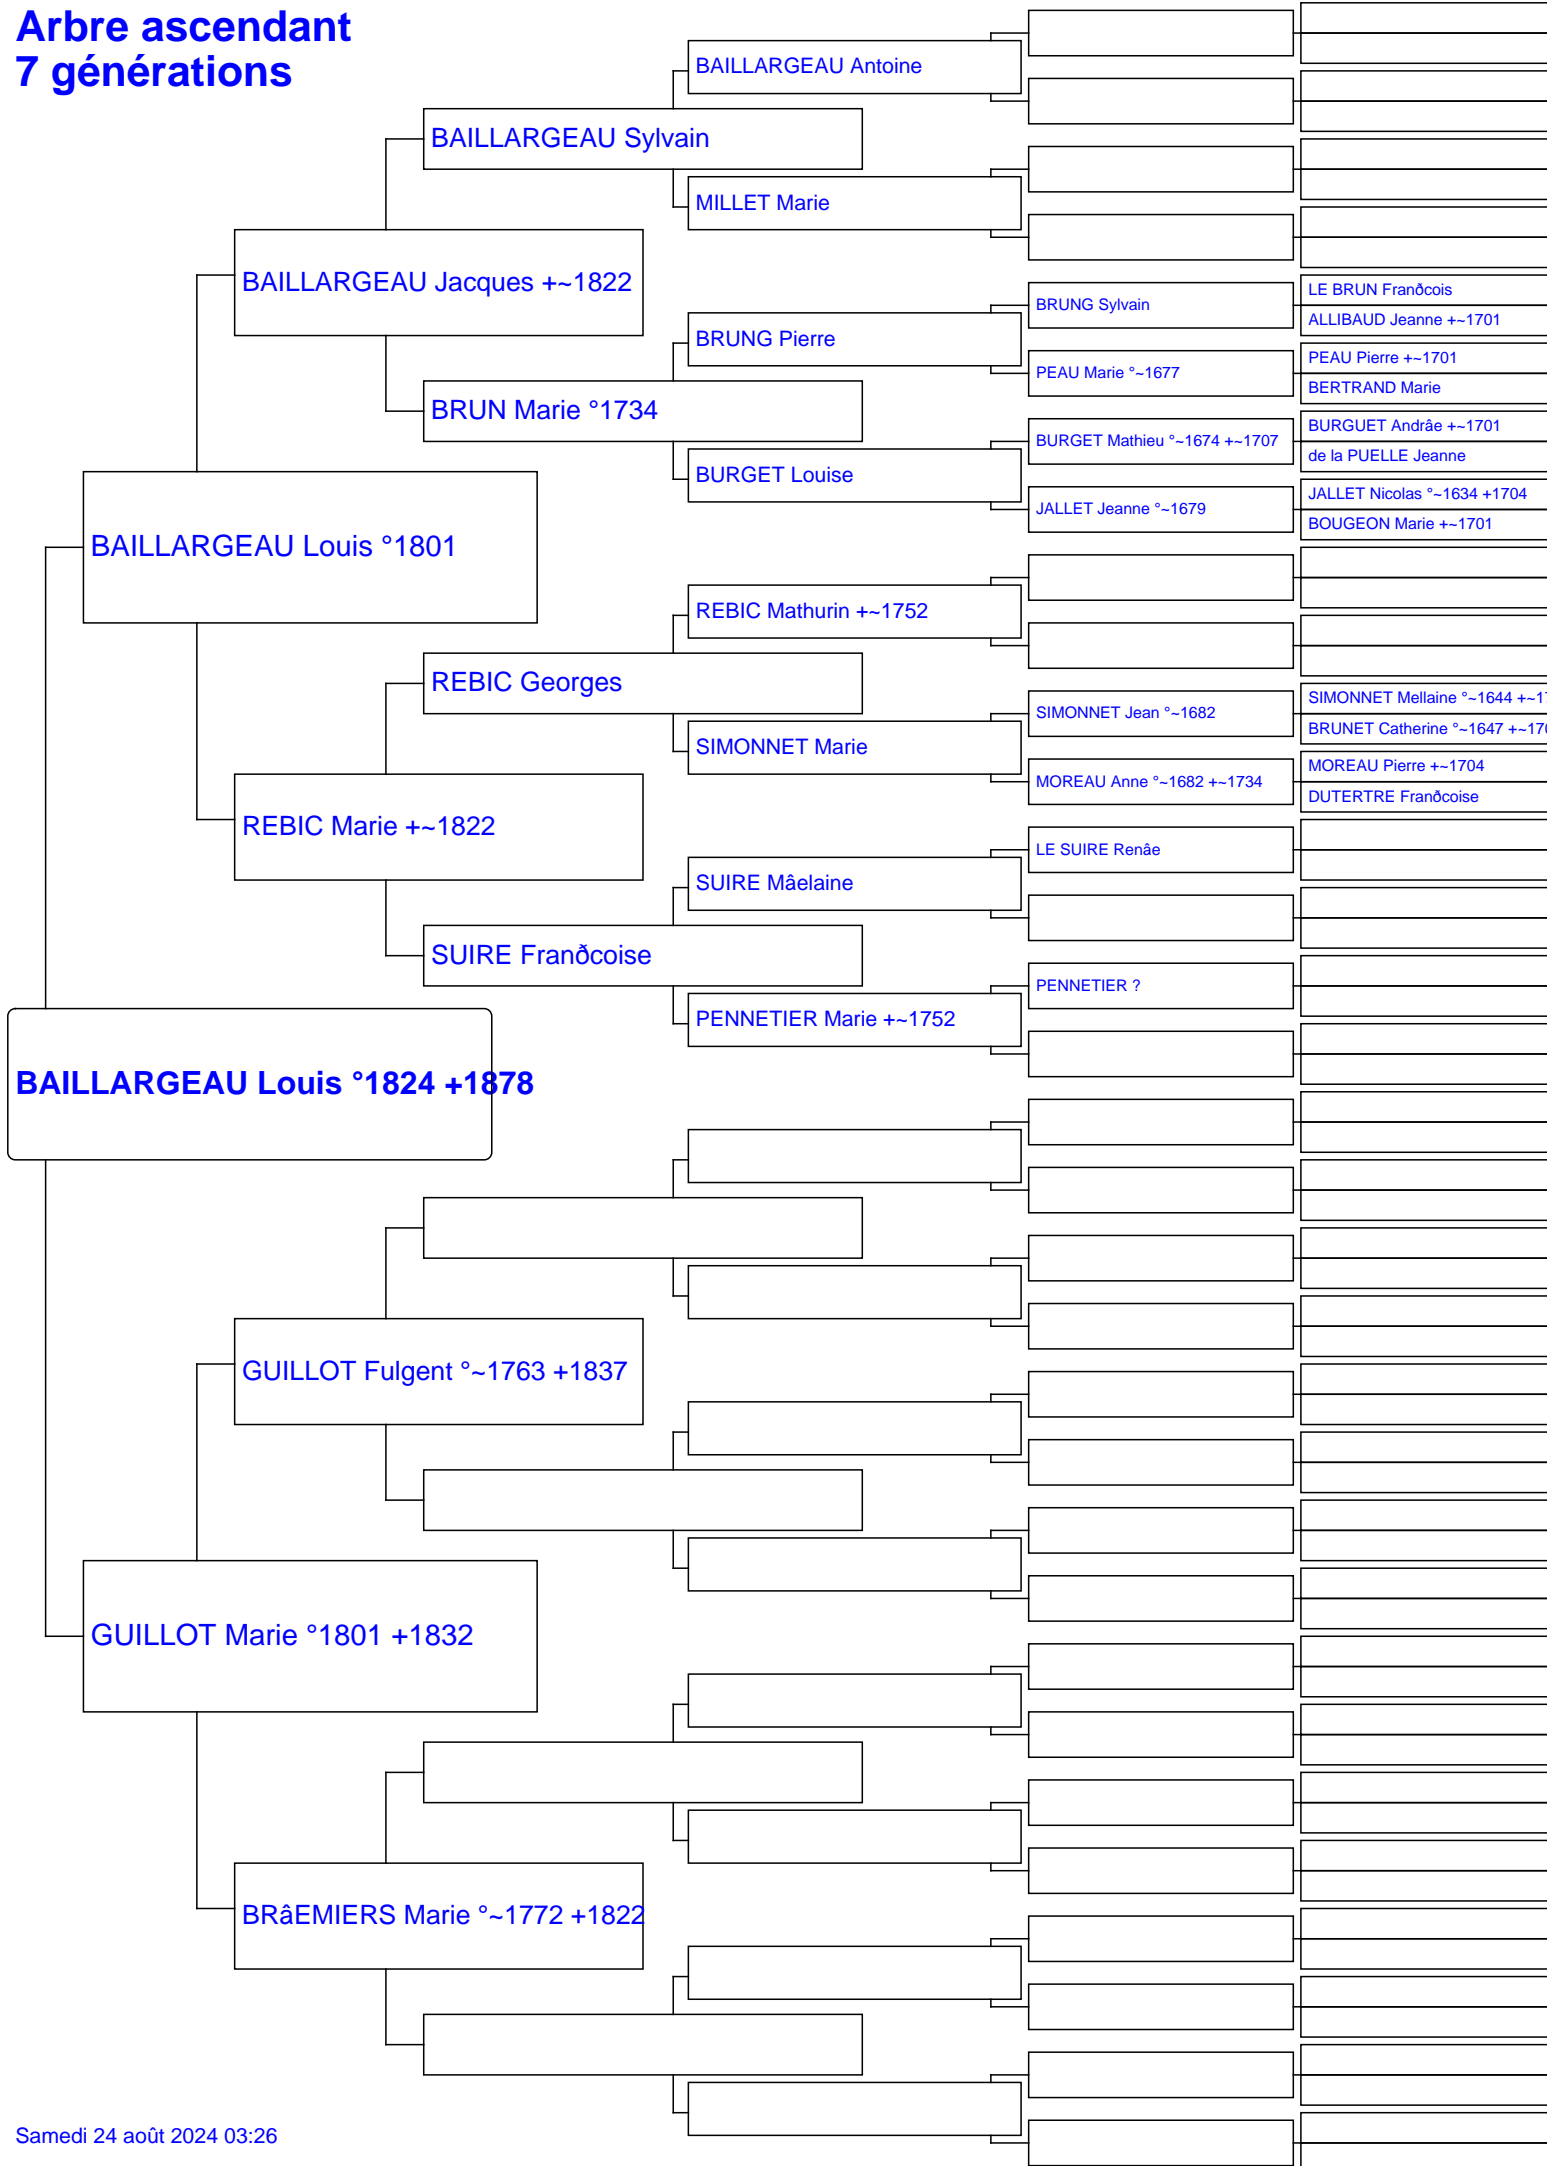 Arbre ascendant
7 générations
BAILLARGEAU Antoine
BAILLARGEAU Sylvain
MILLET Marie
BAILLARGEAU Jacques +~1822
BRUNG Sylvain
LE BRUN Franðcois
ALLIBAUD Jeanne +~1701
BRUNG Pierre
PEAU Marie °~1677
PEAU Pierre +~1701
BERTRAND Marie
BRUN Marie °1734
BURGET Mathieu °~1674 +~1707
BURGUET Andrâe +~1701
de la PUELLE Jeanne
BURGET Louise
JALLET Jeanne °~1679
JALLET Nicolas °~1634 +1704
BOUGEON Marie +~1701
BAILLARGEAU Louis °1801
REBIC Mathurin +~1752
REBIC Georges
SIMONNET Jean °~1682
SIMONNET Mellaine °~1644
BRUNET Catherine °~1647
SIMONNET Marie
MOREAU Anne °~1682 +~1734
MOREAU Pierre +~1704
DUTERTRE Franðcoise
REBIC Marie +~1822
LE SUIRE Renâe
SUIRE Mâelaine
SUIRE Franðcoise
PENNETIER ?
PENNETIER Marie +~1752
BAILLARGEAU Louis °1824 +1878
GUILLOT Fulgent °~1763 +1837
GUILLOT Marie °1801 +1832
BRâEMIERS Marie °~1772 +1822
Samedi 24 août 2024 03:26